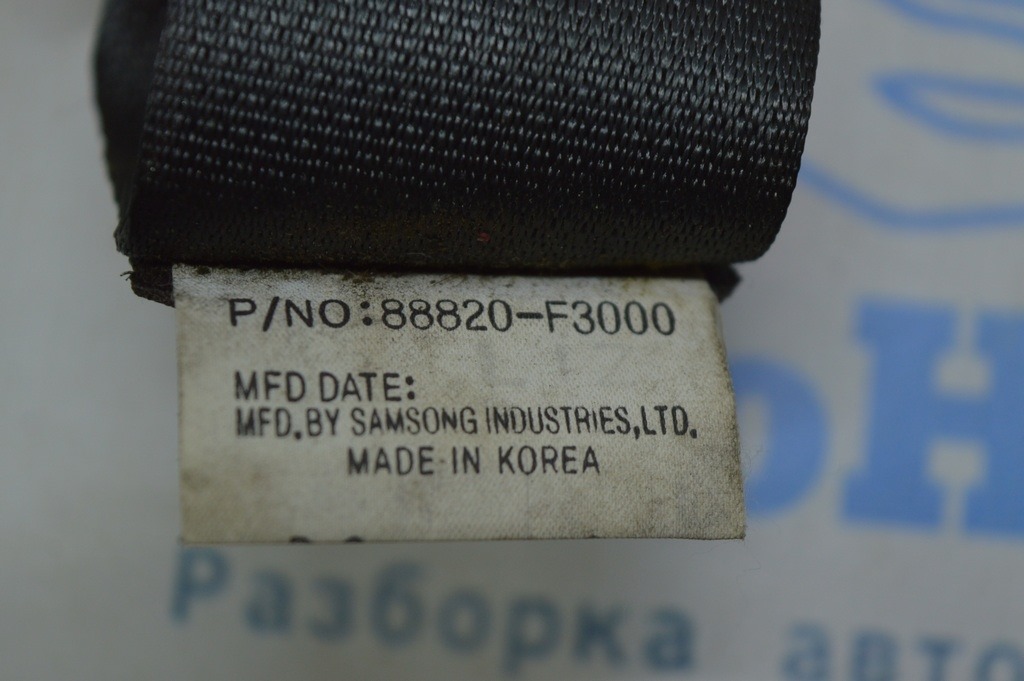 P/NO:88820-F3000
MFD DATE:
MFD.BY SAMSONG INDUSTRIES,LTD.
MADE IN KOREA
Разборка авто